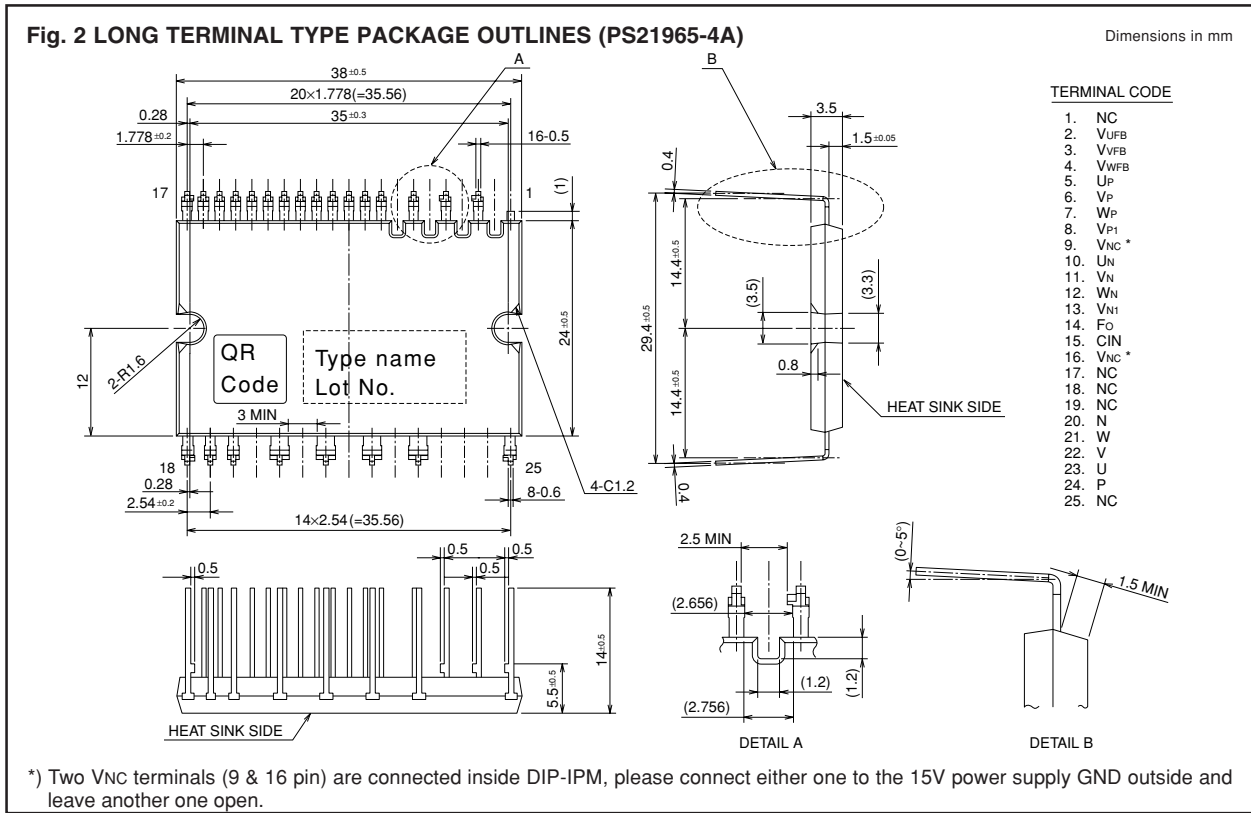 Fig. 2 LONG TERMINAL TYPE PACKAGE OUTLINES (PS21965-4A)
Dimensions in mm
A
38±0.5
20×1.778(=35.56)
0.28
35±0.3
1.778±0.2
16-0.5
17
1
(1)
2-R1.6
12
QR
Code
Type name
Lot No.
3 MIN
24±0.5
18
25
0.28
2.54±0.2
4-C1.2
8-0.6
14×2.54(=35.56)
B
3.5
1.5±0.05
0.4
14.4±0.5
29.4±0.5
(3.5)
(3.3)
0.8
14.4±0.5
HEAT SINK SIDE
0.4
TERMINAL CODE
1. NC
2. VUFB
3. VVFB
4. VWFB
5. UP
6. VP
7. WP
8. VP1
9. VNC *
10. UN
11. VN
12. WN
13. VN1
14. FO
15. CIN
16. VNC *
17. NC
18. NC
19. NC
20. N
21. W
22. V
23. U
24. P
25. NC
0.5
0.5
0.5
0.5
14±0.5
5.5±0.5
HEAT SINK SIDE
2.5 MIN
(2.656)
(1.2)
(1.2)
(2.756)
DETAIL A
(0~5°)
1.5 MIN
DETAIL B
*) Two VNC terminals (9 & 16 pin) are connected inside DIP-IPM, please connect either one to the 15V power supply GND outside and
leave another one open.